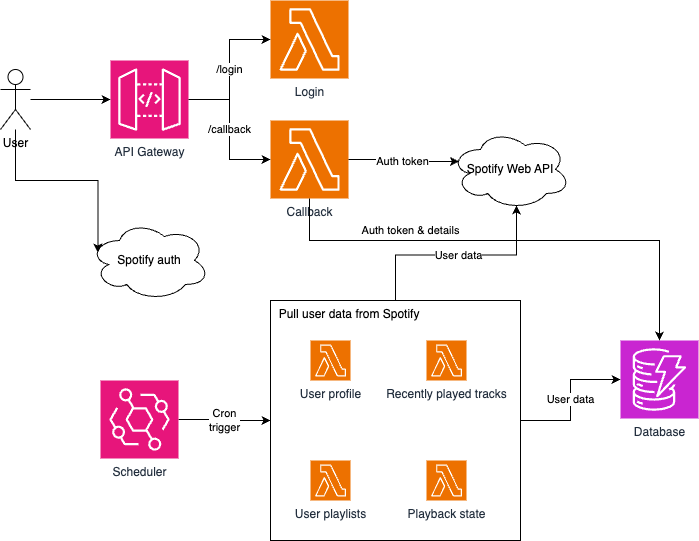 /login
Login
User
API Gateway
/callback
Callback
Auth token
Spotify Web API
Auth token & details
User data
Spotify auth
Pull user data from Spotify
User profile
Recently played tracks
Cron
trigger
Scheduler
User data
Database
User playlists
Playback state